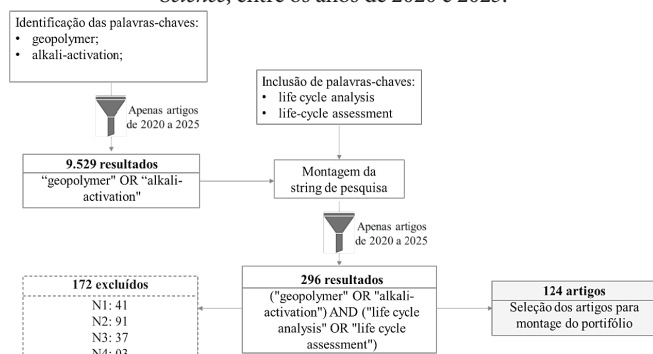 Science, entre os anos de 2020 e 2025.
Identificação das palavras-chaves:
• geopolymer;
• alkali-activation;
Apenas artigos
de 2020 a 2025
Inclusão de palavras-chaves:
• life cycle analysis
• life-cycle assessment
9.529 resultados
“geopolymer" OR “alkali-
activation"
Montagem da
string de pesquisa
Apenas artigos
de 2020 a 2025
172 excluídos
N1: 41
N2: 91
N3: 37
N4: 03
296 resultados
("geopolymer" OR "alkali-
activation") AND ("life cycle
analysis" OR "life cycle
assessment")
124 artigos
Seleção dos artigos para
montage do portifólio